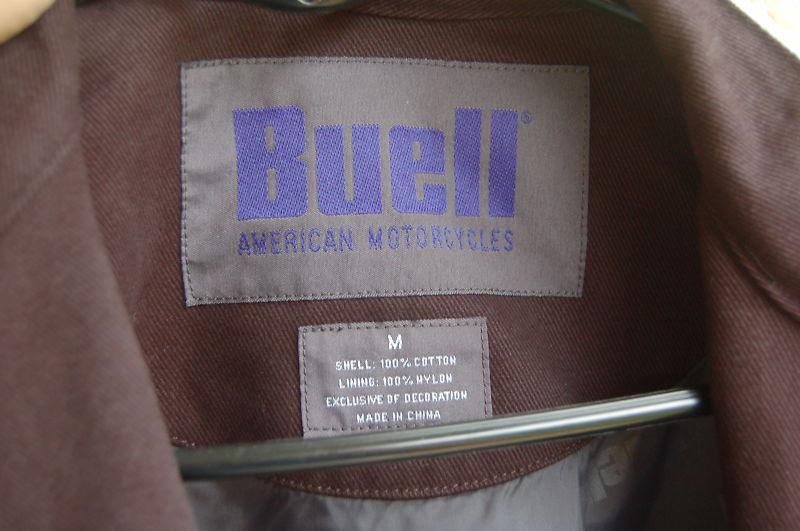 Buell®
AMERICAN MOTORCYCLES
M
SHELL: 100% COTTON
LINING: 100% NYLON
EXCLUSIVE OF DECORATION
MADE IN CHINA